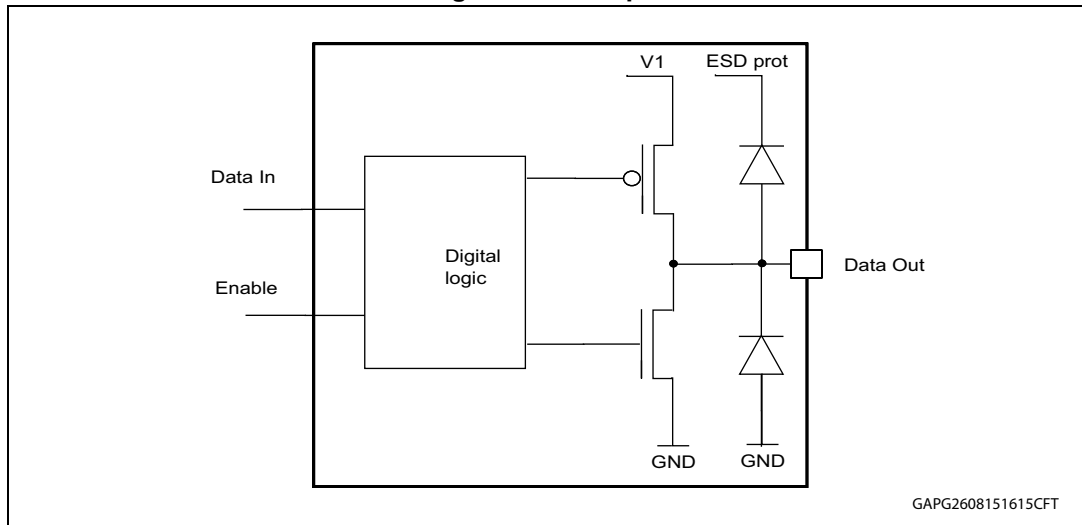 V1
ESD prot
Data In
Digital
logic
Data Out
Enable
GND
GND
GAPG2608151615CFT